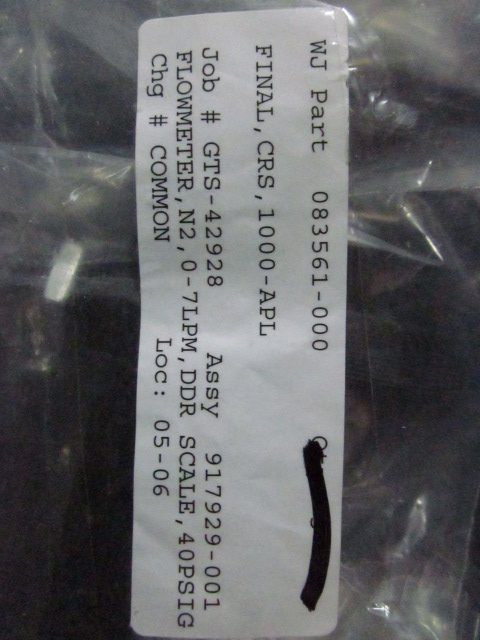 WJ Part 083561-000
FINAL,CRS,1000-APL
Job # GTS-42928 Assy 917929-001
FLOWMETER,N2,0-7LPM,DDR SCALE,40PSIG
Chg # COMMON Loc: 05-06